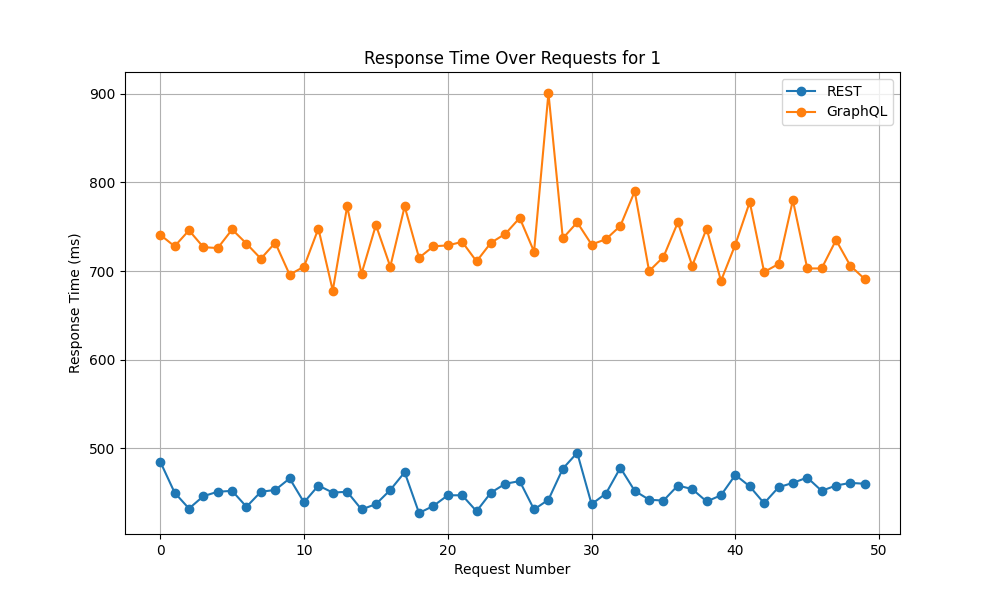 Response Time Over Requests for 1
REST
GraphQL
900
800
700
600
500
Response Time (ms)
0 10 20 30 40 50
Request Number